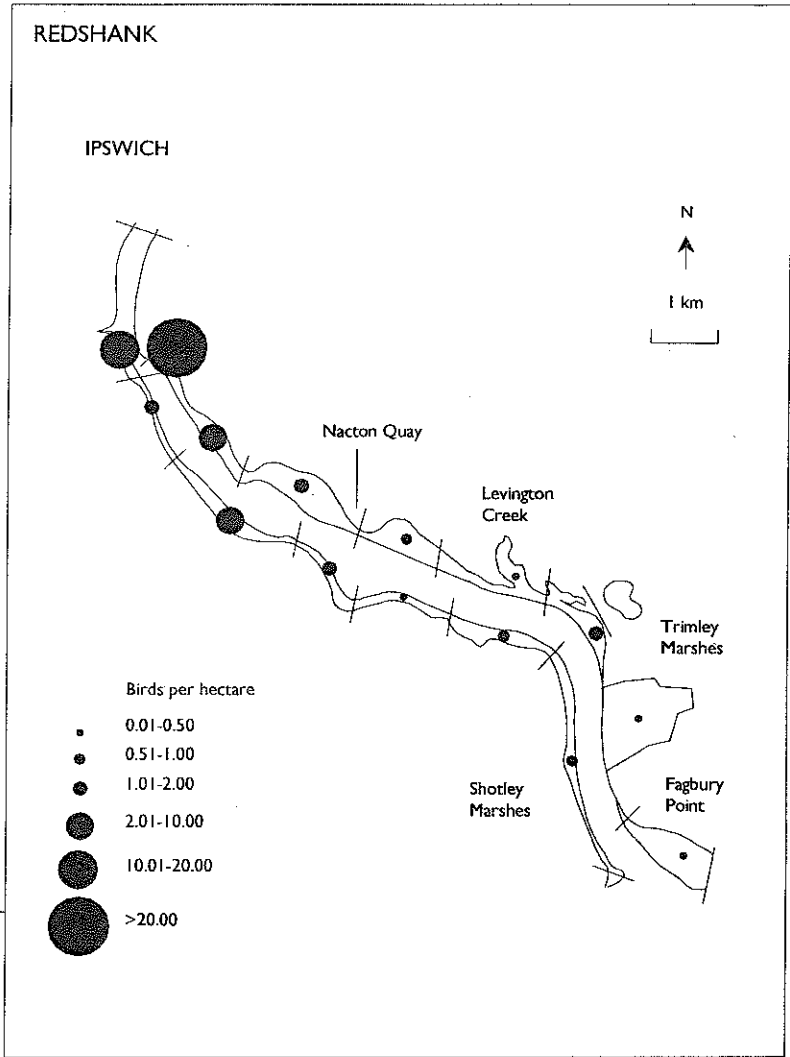 REDSHANK
IPSWICH
N
1 km
Nacton Quay
Levington
Creek
Trimley
Marshes
Birds per hectare
0.01-0.50
0.51-1.00
1.01-2.00
2.01-10.00
10.01-20.00
>20.00
Shotley
Marshes
Fagbury
Point